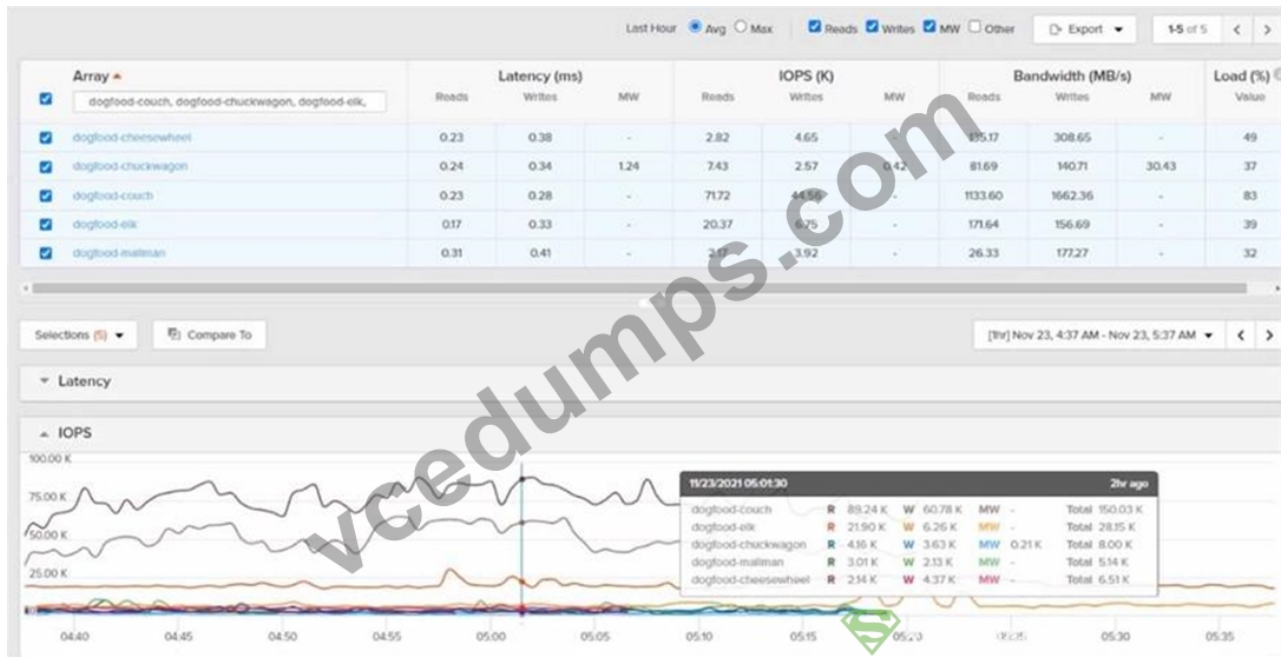 Last Hour Avg Max Reads Writes MW Other Export 1-5 of 5
Array Latency (ms) IOPS (K) Bandwidth (MB/s) Load (%)
dogfood-couch, dogfood-chuckwagon, dogfood-elk, Reads Writes MW Reads Writes MW Reads Writes MW Value
dogfood-cheesewheel 0.23 0.38 - 2.82 4.65 - 135.17 308.65 - 49
dogfood-chuckwagon 0.24 0.34 1.24 7.43 2.57 0.42 81.69 140.71 30.43 37
dogfood-couch 0.23 0.28 - 71.72 44.56 - 1133.60 1662.36 - 83
dogfood-elk 0.17 0.33 - 20.37 6.75 - 171.64 156.69 - 39
dogfood-mailman 0.31 0.41 - 3.92 - 26.33 177.27 - 32
vcedumps.com
Selections (5) Compare To [1hr] Nov 23, 4:37 AM - Nov 23, 5:37 AM
Latency
IOPS
100.00 K
75.00 K
50.00 K
25.00 K
11/23/2021 05:01:30 2hr ago
dogfood-couch R 89.24 K W 60.78 K MW - Total 150.03 K
dogfood-elk R 21.90 K W 6.26 K MW - Total 28.15 K
dogfood-chuckwagon R 4.16 K W 3.63 K MW 0.21 K Total 8.00 K
dogfood-mailman R 3.01 K W 2.13 K MW - Total 5.14 K
dogfood-cheesewheel R 2.14 K W 4.37 K MW - Total 6.51 K
04:40 04:45 04:50 04:55 05:00 05:05 05:10 05:15 05:20 05:25 05:30 05:35